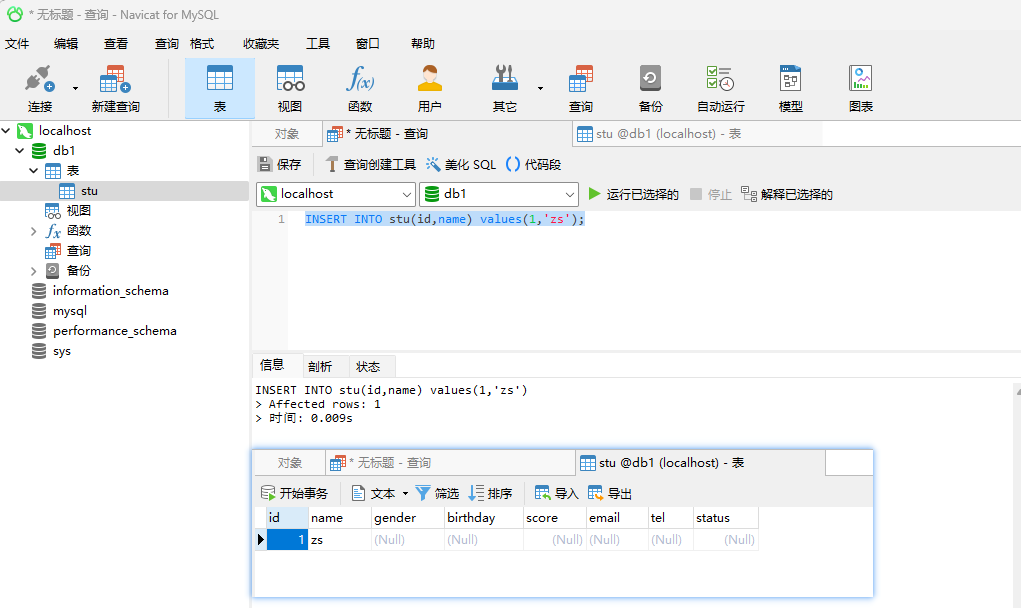 * 无标题 - 查询 - Navicat for MySQL
文件 编辑 查看 查询 格式 收藏夹 工具 窗口 帮助
连接 新建查询 表 视图 函数 用户 其它 查询 备份 自动运行 模型 图表
localhost
db1
表
stu
视图
函数
查询
备份
information_schema
mysql
performance_schema
sys
对象 * 无标题 - 查询 stu @db1 (localhost) - 表
保存 查询创建工具 美化 SQL () 代码段
localhost db1 运行已选择的 停止 解释已选择的
1 INSERT INTO stu(id,name) values(1,'zs');
信息 剖析 状态
INSERT INTO stu(id,name) values(1,'zs')
> Affected rows: 1
> 时间: 0.009s
对象 * 无标题 - 查询 stu @db1 (localhost) - 表
开始事务 文本 筛选 排序 导入 导出
id name gender birthday score email tel status
1 zs (Null) (Null) (Null) (Null) (Null) (Null)